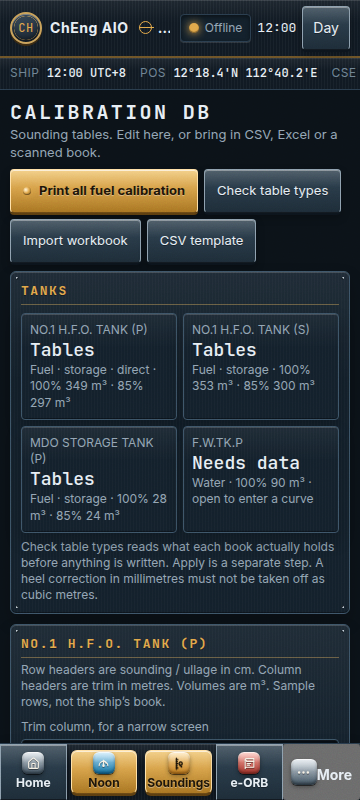 CH ChEng AIO ... Offline 12:00 Day
SHIP 12:00 UTC+8 POS 12°18.4'N 112°40.2'E CSE
CALIBRATION DB
Sounding tables. Edit here, or bring in CSV, Excel or a
scanned book.
Print all fuel calibration
Check table types
Import workbook
CSV template
TANKS
NO.1 H.F.O. TANK (P)
Tables
Fuel · storage · direct ·
100% 349 m³ · 85%
297 m³
NO.1 H.F.O. TANK (S)
Tables
Fuel · storage · 100%
353 m³ · 85% 300 m³
MDO STORAGE TANK
(P)
Tables
Fuel · storage · 100% 28
m³ · 85% 24 m³
F.W.TK.P
Needs data
Water · 100% 90 m³ ·
open to enter a curve
Check table types reads what each book actually holds
before anything is written. Apply is a separate step. A
heel correction in millimetres must not be taken off as
cubic metres.
NO.1 H.F.O. TANK (P)
Row headers are sounding / ullage in cm. Column
headers are trim in metres. Volumes are m³. Sample
rows, not the ship's book.
Trim column, for a narrow screen
Home
Noon
Soundings
e-ORB
More